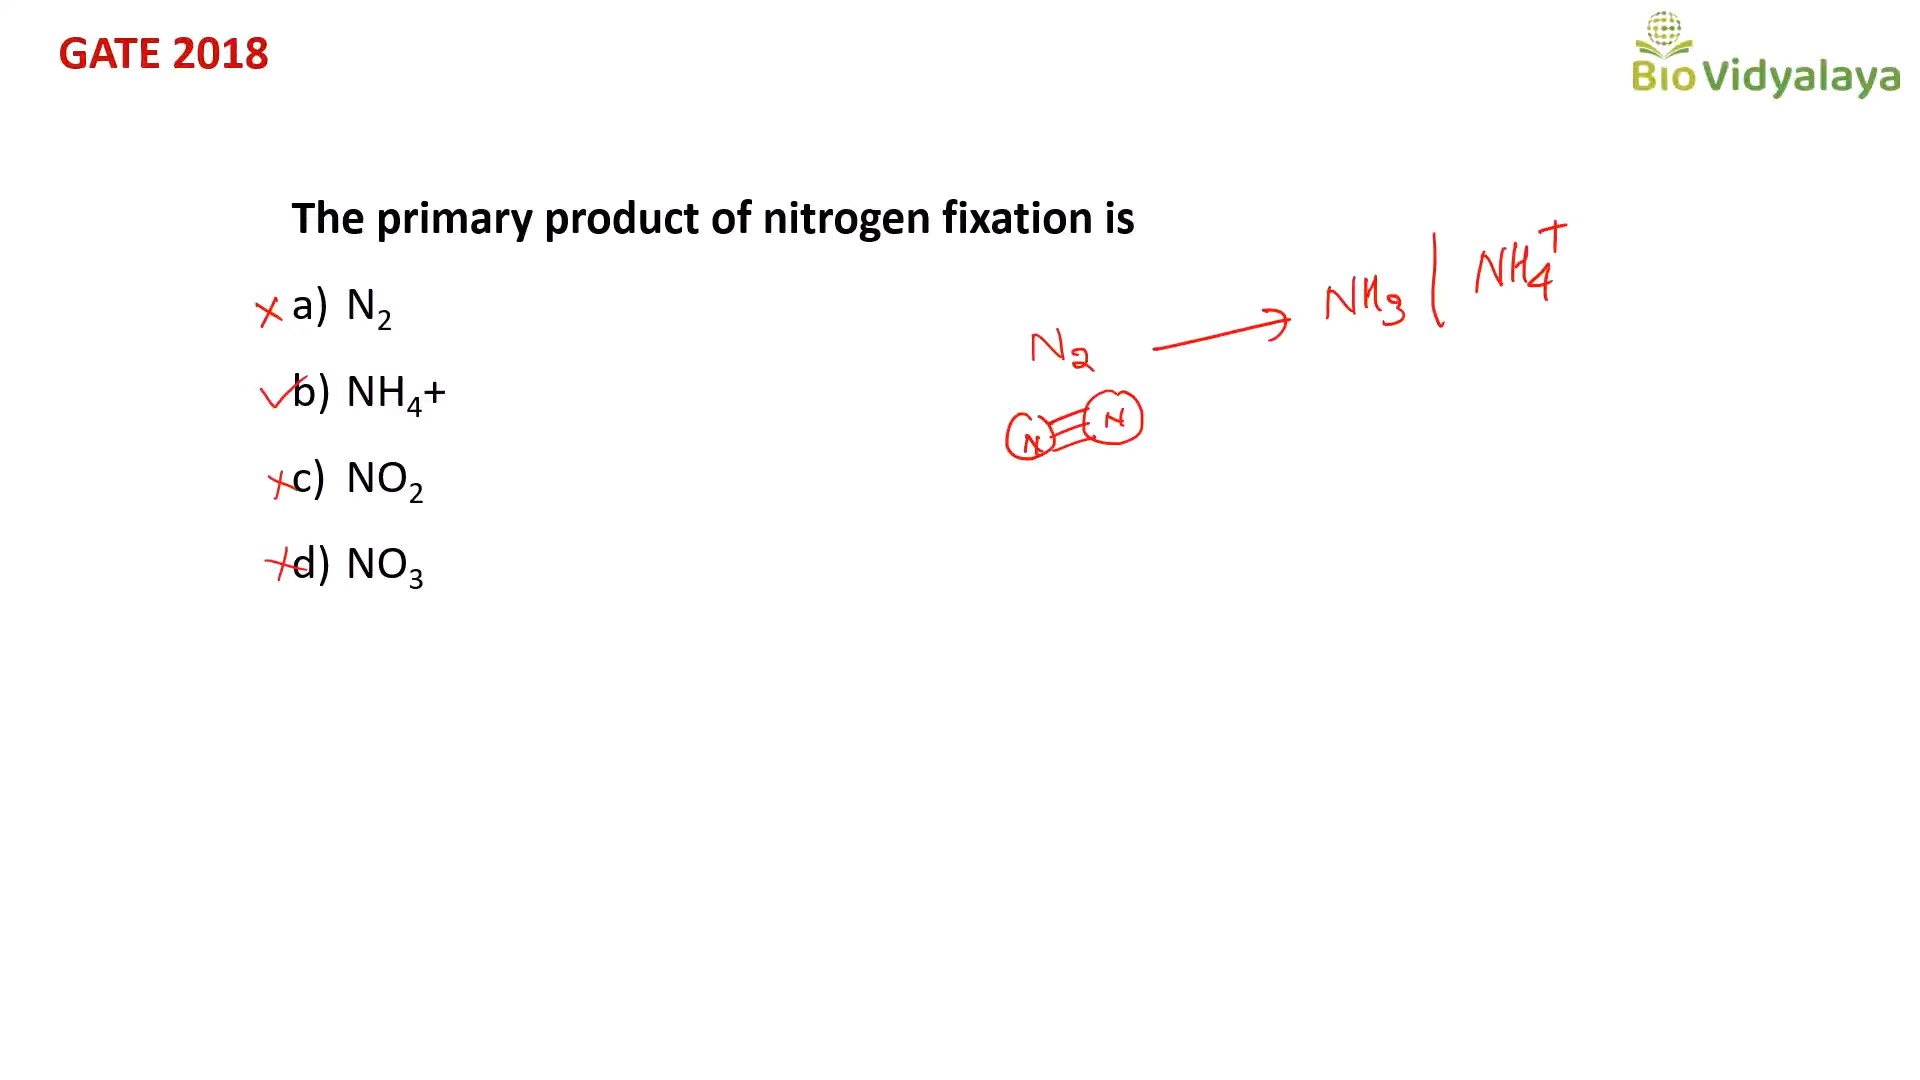 GATE 2018
Bio Vidyalaya
The primary product of nitrogen fixation is
a) N₂
b) NH₄+
c) NO₂
d) NO₃
N₂ → NH₃ | NH₄⁺
N≡N